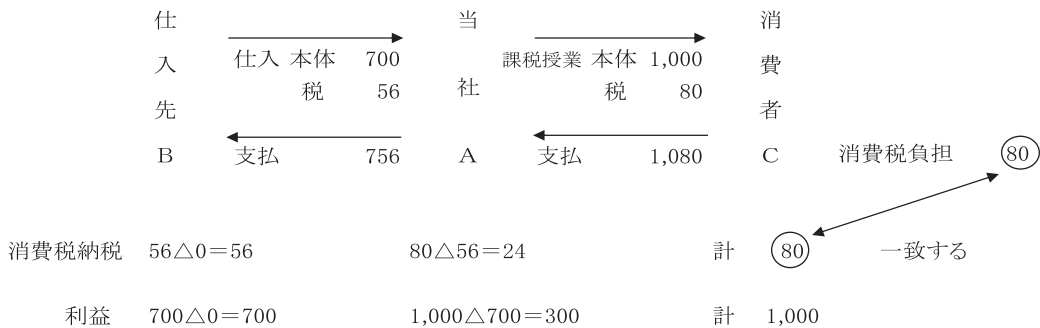 仕入先B
当社A
消費者C
仕入 本体 700
税 56
支払 756
課税授業 本体 1,000
税 80
支払 1,080
消費税負担 80
消費税納税 56△0＝56 80△56＝24 計 80 一致する
利益 700△0＝700 1,000△700＝300 計 1,000